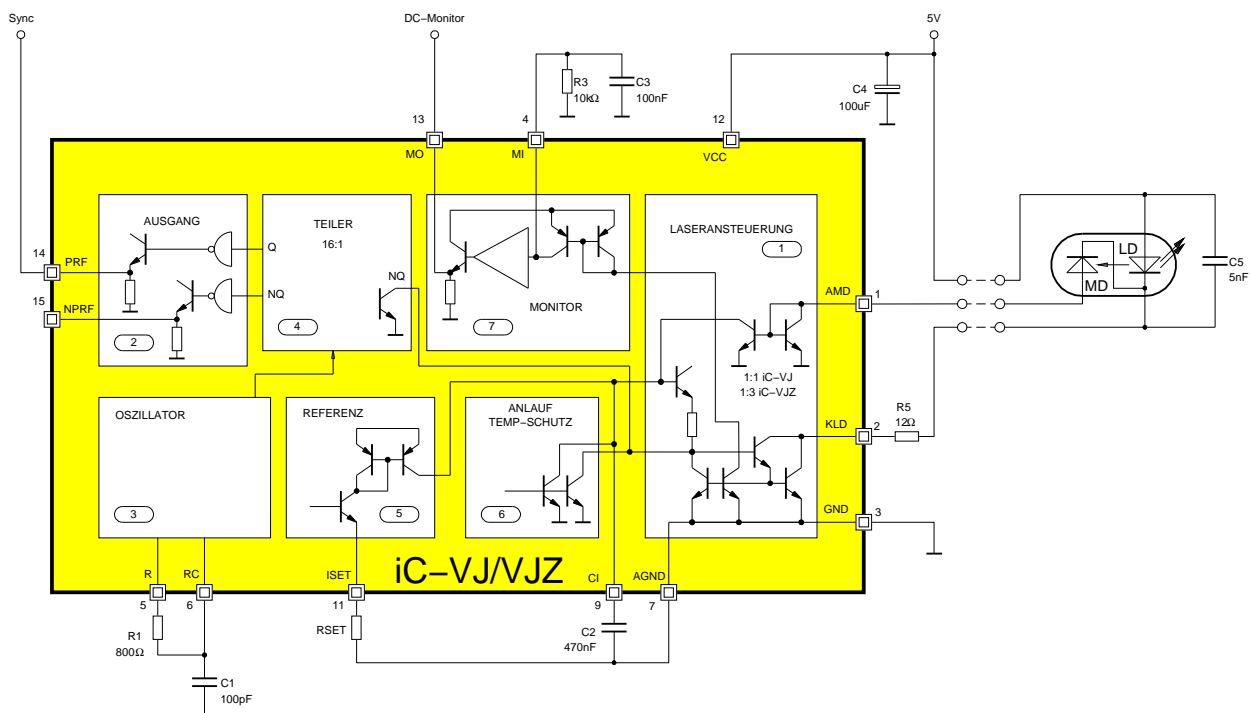 Sync
DC−Monitor
5V
R3
10kΩ
C3
100nF
C4
100uF
13
4
12
MO
MI
VCC
AUSGANG
TEILER
16:1
LASERANSTEUERUNG
1
14
PRF
Q
NQ
NQ
15
NPRF
2
4
7
MONITOR
AMD
1
LD
MD
C5
5nF
1:1 iC−VJ
1:3 iC−VJZ
OSZILLATOR
REFERENZ
ANLAUF
TEMP−SCHUTZ
KLD
2
R5
12Ω
3
5
6
GND
3
iC−VJ/VJZ
R
RC
ISET
CI
AGND
5
6
11
9
7
R1
800Ω
RSET
C2
470nF
C1
100pF